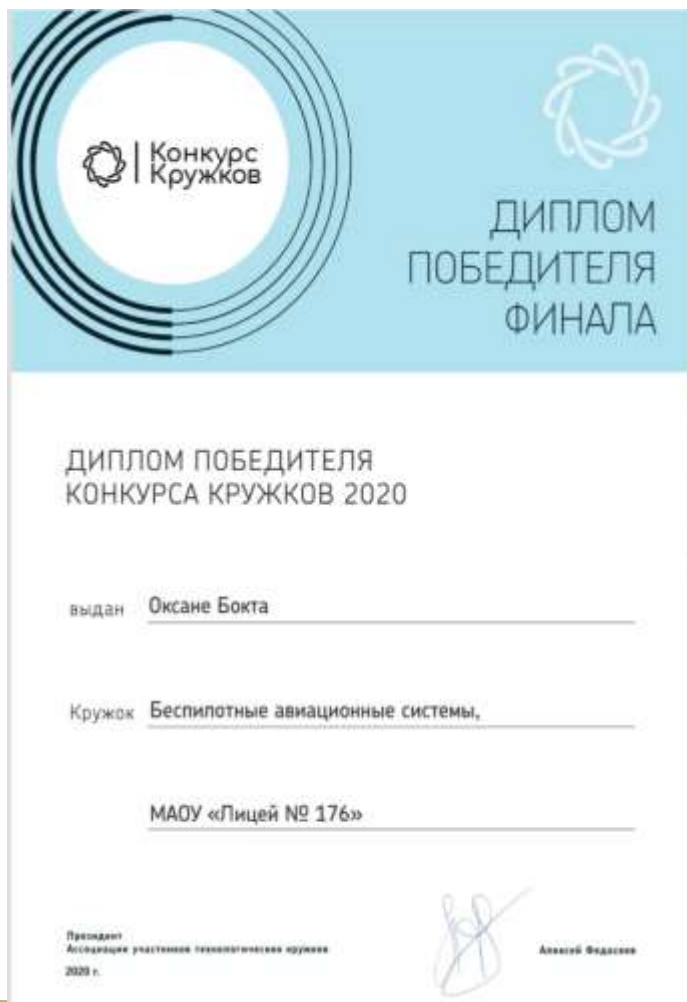 Конкурс
Кружков
ДИПЛОМ
ПОБЕДИТЕЛЯ
ФИНАЛА
ДИПЛОМ ПОБЕДИТЕЛЯ
КОНКУРСА КРУЖКОВ 2020
выдан Оксане Бокта
Кружок Беспилотные авиационные системы,
МАОУ «Лицей № 176»
Президент
Ассоциации участников технологических кружков
Алексей Федосеев
2020 г.